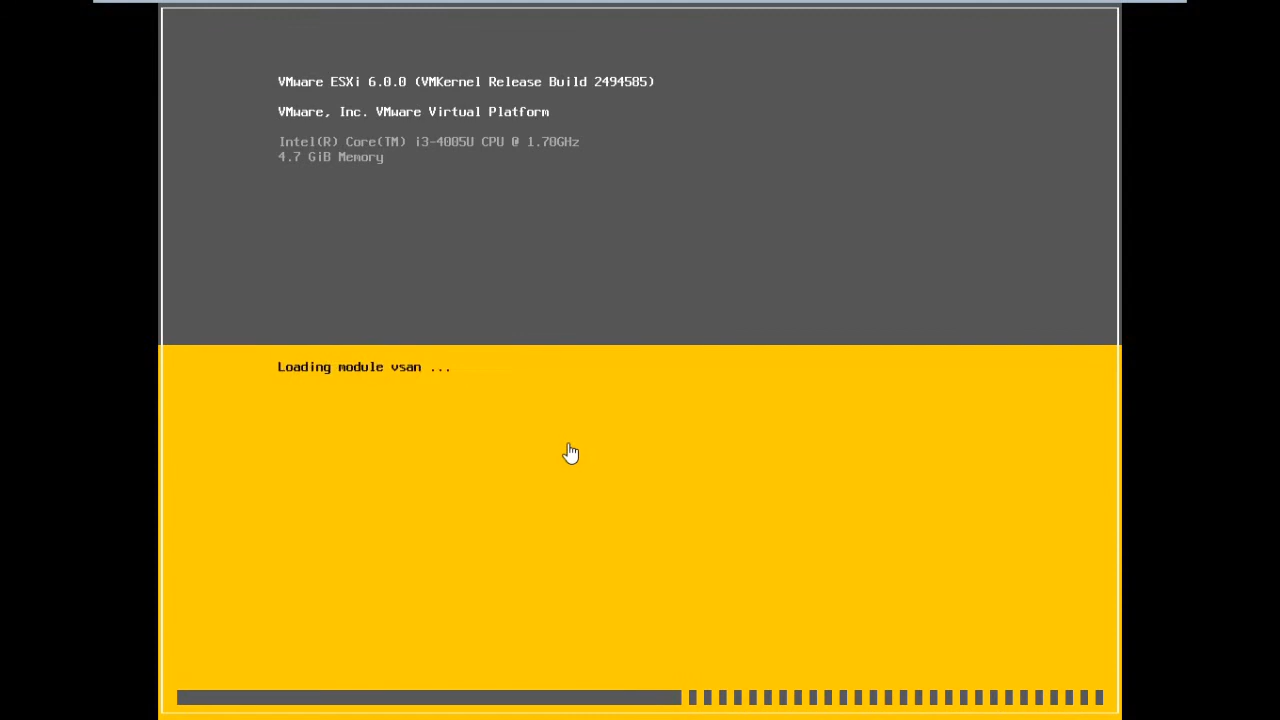 VMware ESXi 6.0.0 (VMKernel Release Build 2494585)
VMware, Inc. VMware Virtual Platform
Intel(R) Core(TM) i3-4005U CPU @ 1.70GHz
4.7 GiB Memory
Loading module vsan ...